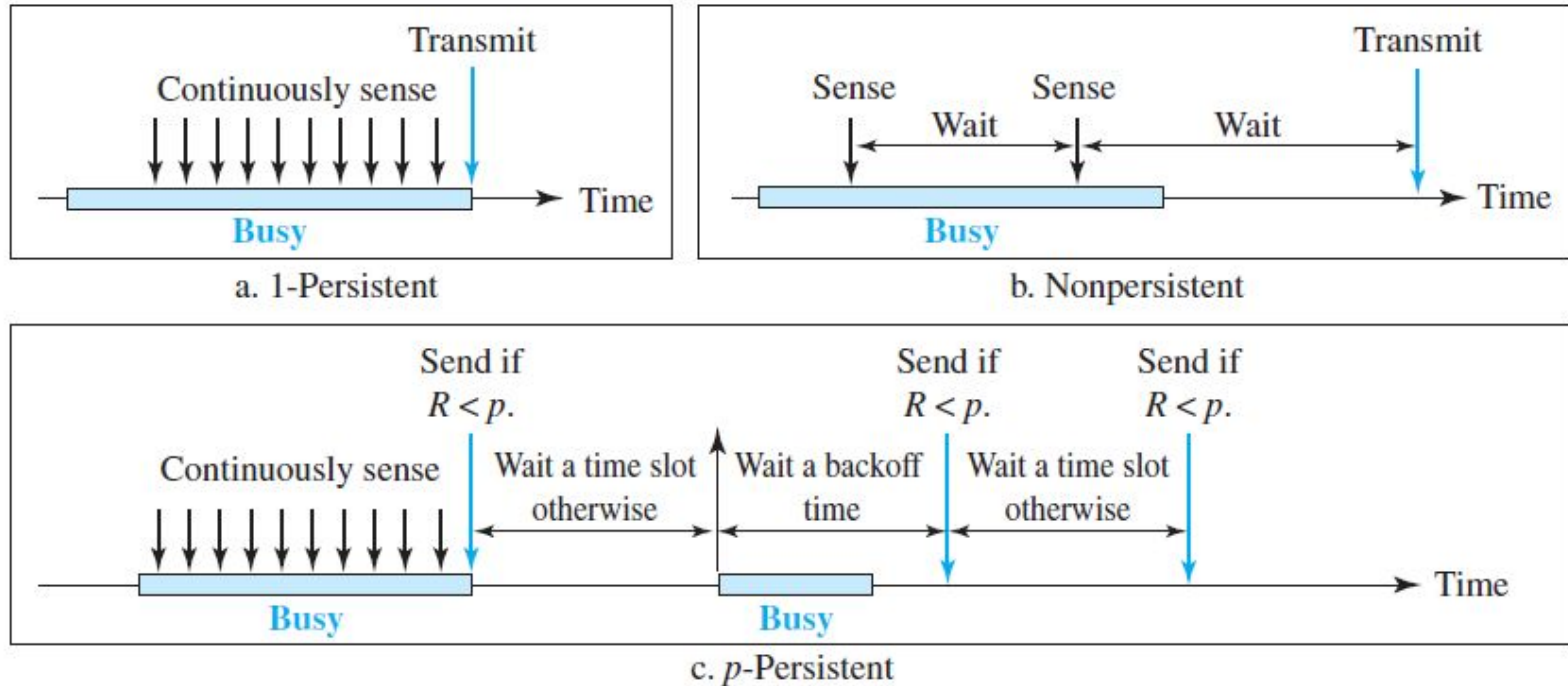 Transmit
Continuously sense
Time
Busy
a. 1-Persistent
Transmit
Sense
Sense
Wait
Wait
Time
Busy
b. Nonpersistent
Send if
R < p.
Send if
R < p.
Send if
R < p.
Continuously sense
Wait a time slot
otherwise
Wait a backoff
time
Wait a time slot
otherwise
Time
Busy
Busy
c. p-Persistent